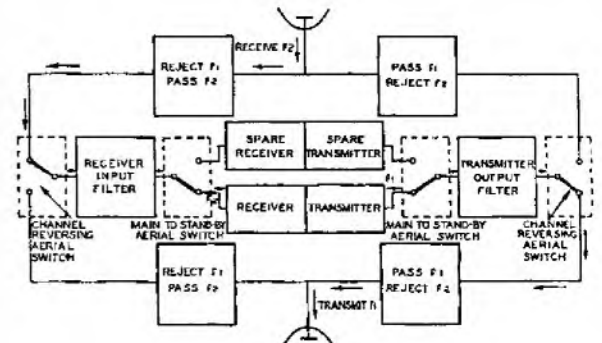 RECEIVE F2
REJECT F1
PASS F2
PASS F1
REJECT F2
SPARE
RECEIVER
SPARE
TRANSMITTER
RECEIVER
INPUT
FILTER
TRANSMITTER
OUTPUT
FILTER
RECEIVER
TRANSMITTER
F1
CHANNEL
REVERSING
AERIAL
SWITCH
MAIN TO STAND-BY
AERIAL SWITCH
MAIN TO STAND-BY
AERIAL SWITCH
CHANNEL
REVERSING
AERIAL
SWITCH
REJECT F1
PASS F2
PASS F1
REJECT F2
TRANSMIT F1